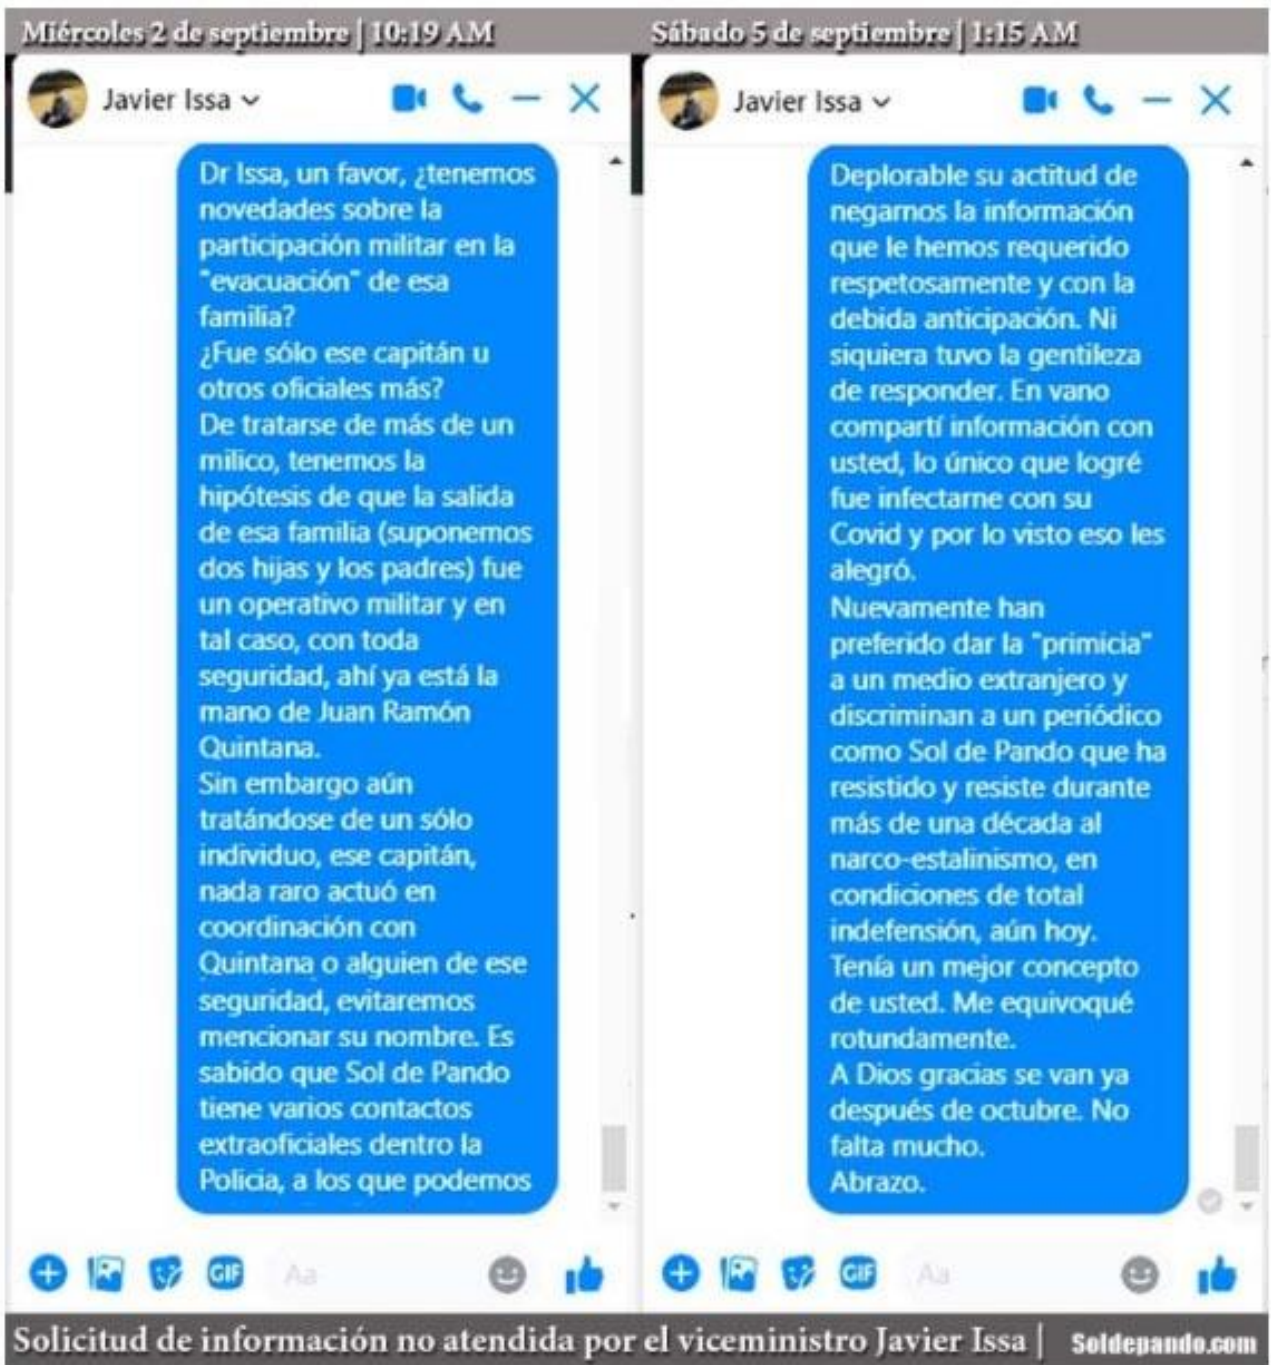 Miércoles 2 de septiembre | 10:19 AM
Javier Issa
Dr Issa, un favor, ¿tenemos
novedades sobre la
participación militar en la
"evacuación" de esa
familia?
¿Fue sólo ese capitán u
otros oficiales más?
De tratarse de más de un
milico, tenemos la
hipótesis de que la salida
de esa familia (suponemos
dos hijas y los padres) fue
un operativo militar y en
tal caso, con toda
seguridad, ahí ya está la
mano de Juan Ramón
Quintana.
Sin embargo aún
tratándose de un sólo
individuo, ese capitán,
nada raro actuó en
coordinación con
Quintana o alguien de ese
seguridad, evitaremos
mencionar su nombre. Es
sabido que Sol de Pando
tiene varios contactos
extraoficiales dentro la
Policia, a los que podemos
GIF
Aa
Sábado 5 de septiembre | 1:15 AM
Javier Issa
Deplorable su actitud de
negarnos la información
que le hemos requerido
respetosamente y con la
debida anticipación. Ni
siquiera tuvo la gentileza
de responder. En vano
compartí información con
usted, lo único que logré
fue infectarme con su
Covid y por lo visto eso les
alegró.
Nuevamente han
preferido dar la "primicia"
a un medio extranjero y
discriminan a un periódico
como Sol de Pando que ha
resistido y resiste durante
más de una década al
narco-estalinismo, en
condiciones de total
indefensión, aún hoy.
Tenía un mejor concepto
de usted. Me equivoqué
rotundamente.
A Dios gracias se van ya
después de octubre. No
falta mucho.
Abrazo.
GIF
Aa
Solicitud de información no atendida por el viceministro Javier Issa | Soldepando.com